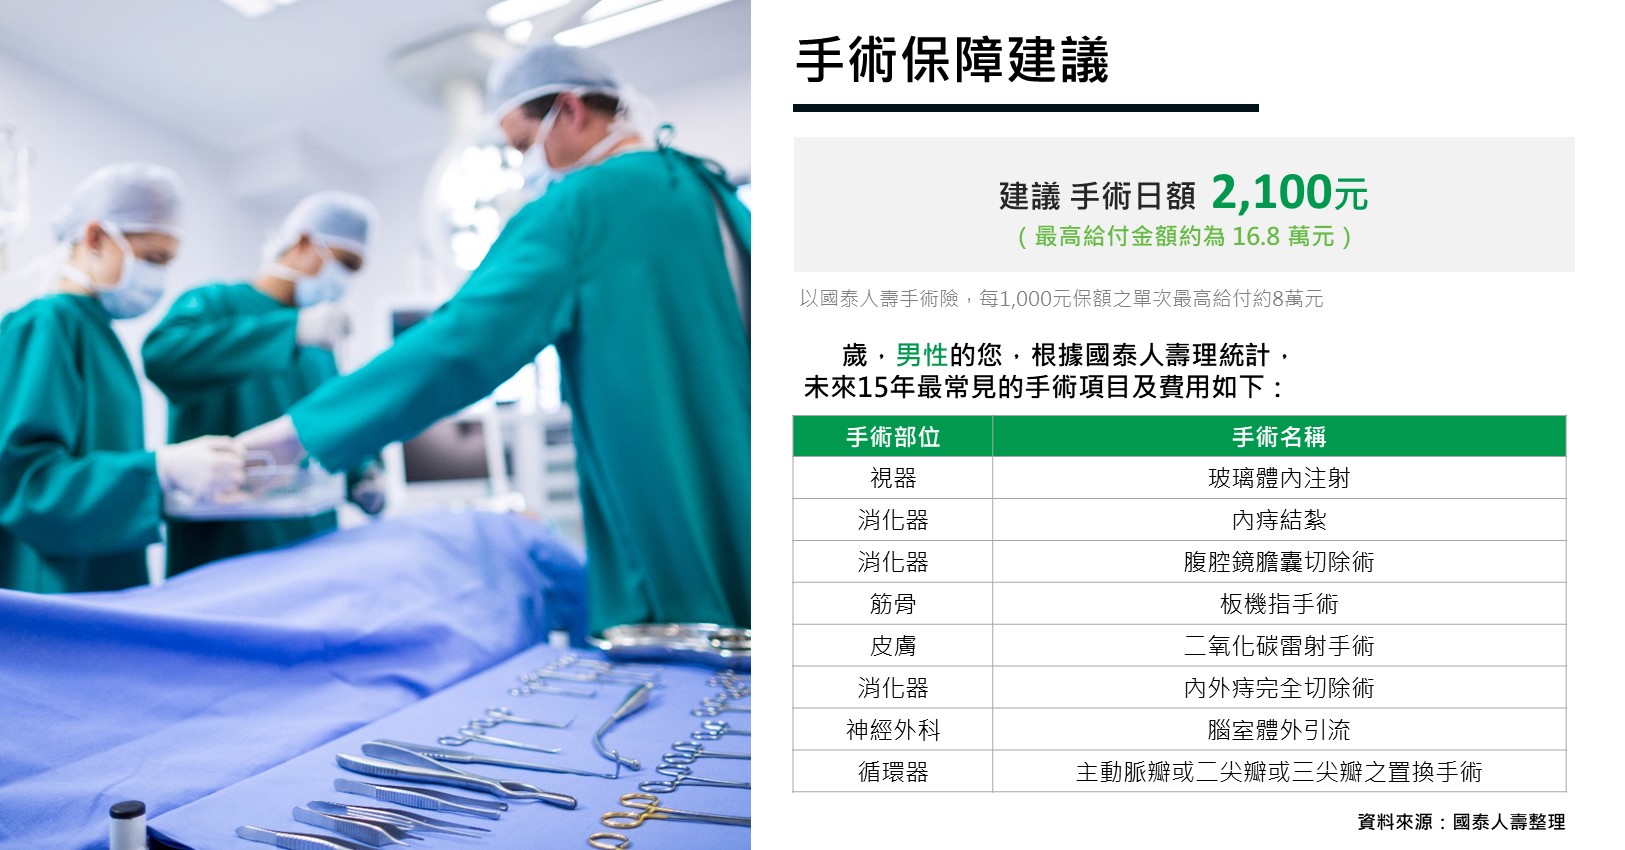 手術保障建議
建議 手術日額 2,100元
( 最高給付金額約為 16.8 萬元 )
以國泰人壽手術險，每1,000元保額之單次最高給付約8萬元
歲，男性的您，根據國泰人壽理統計，
未來15年最常見的手術項目及費用如下：
手術部位 手術名稱
視器 玻璃體內注射
消化器 內痔結紮
消化器 腹腔鏡膽囊切除術
筋骨 板機指手術
皮膚 二氧化碳雷射手術
消化器 內外痔完全切除術
神經外科 腦室體外引流
循環器 主動脈瓣或二尖瓣或三尖瓣之置換手術
資料來源：國泰人壽整理